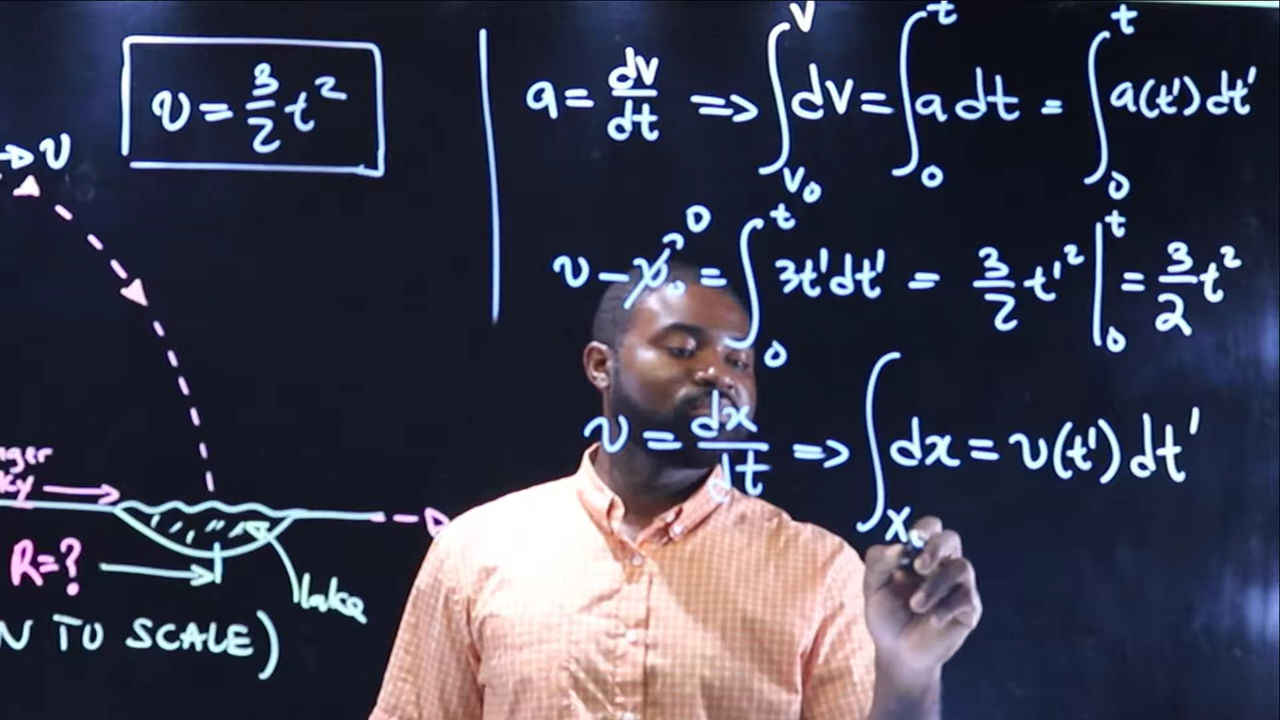 v = 3/2 t²
v
a = dv/dt => ∫_{v₀}^{v} dv = ∫_{0}^{t} a dt = ∫_{0}^{t} a(t') dt'
v - v₀ 0 = ∫_{0}^{t} 3t' dt' = 3/2 t'² |_{0}^{t} = 3/2 t²
v = dx/dt => ∫_{x₀} dx = v(t') dt'
R=?
lake
TO SCALE)